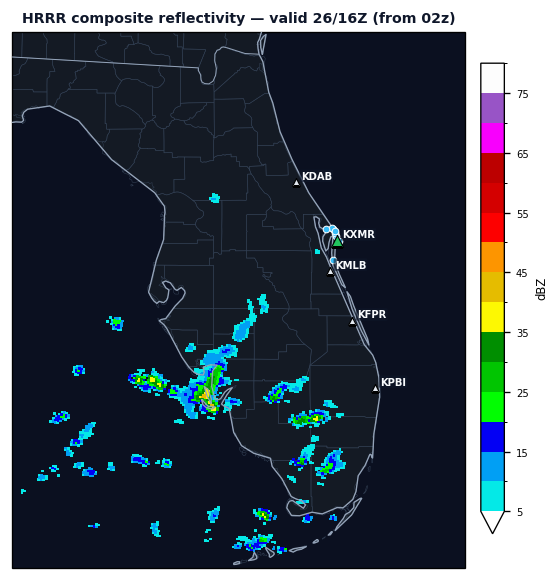 HRRR composite reflectivity — valid 26/16Z (from 02z)
KDAB
KXMR
KMLB
KFPR
KPBI
75
65
55
45
35
25
15
5
dBZ